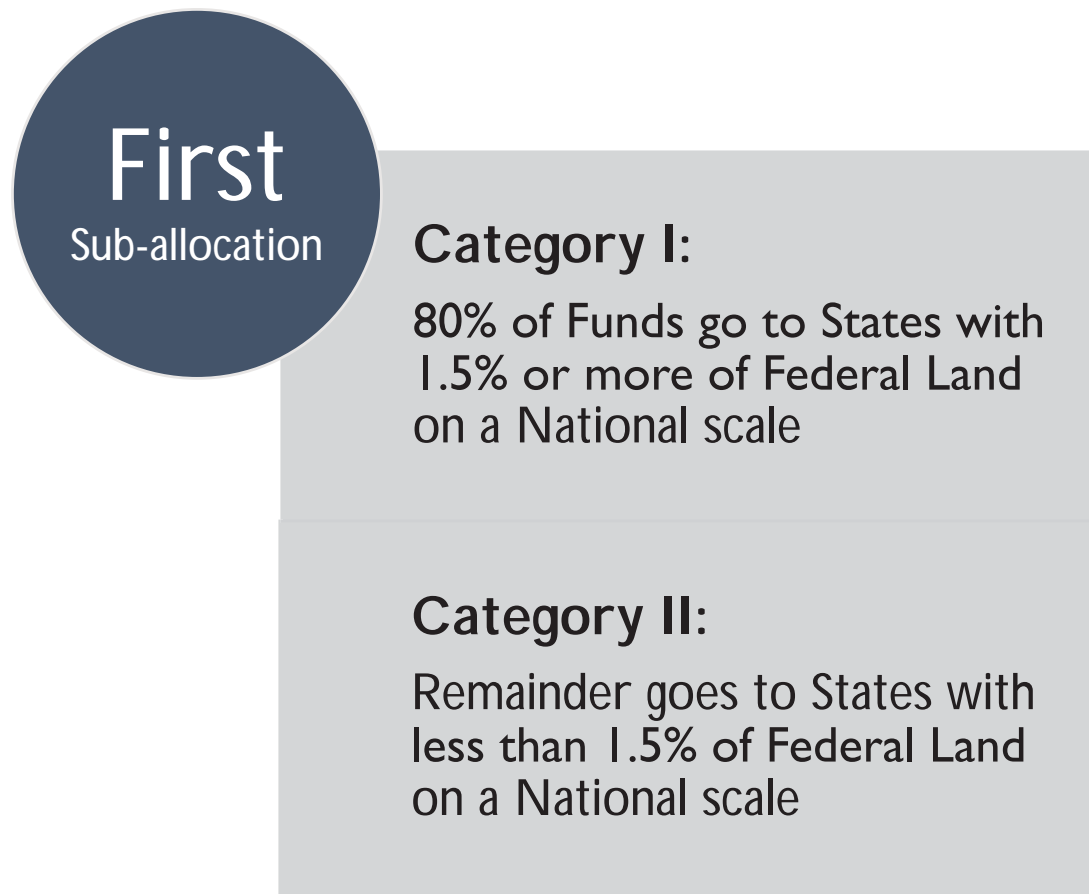 First
Sub-allocation
Category I:
80% of Funds go to States with
1.5% or more of Federal Land
on a National scale
Category II:
Remainder goes to States with
less than 1.5% of Federal Land
on a National scale